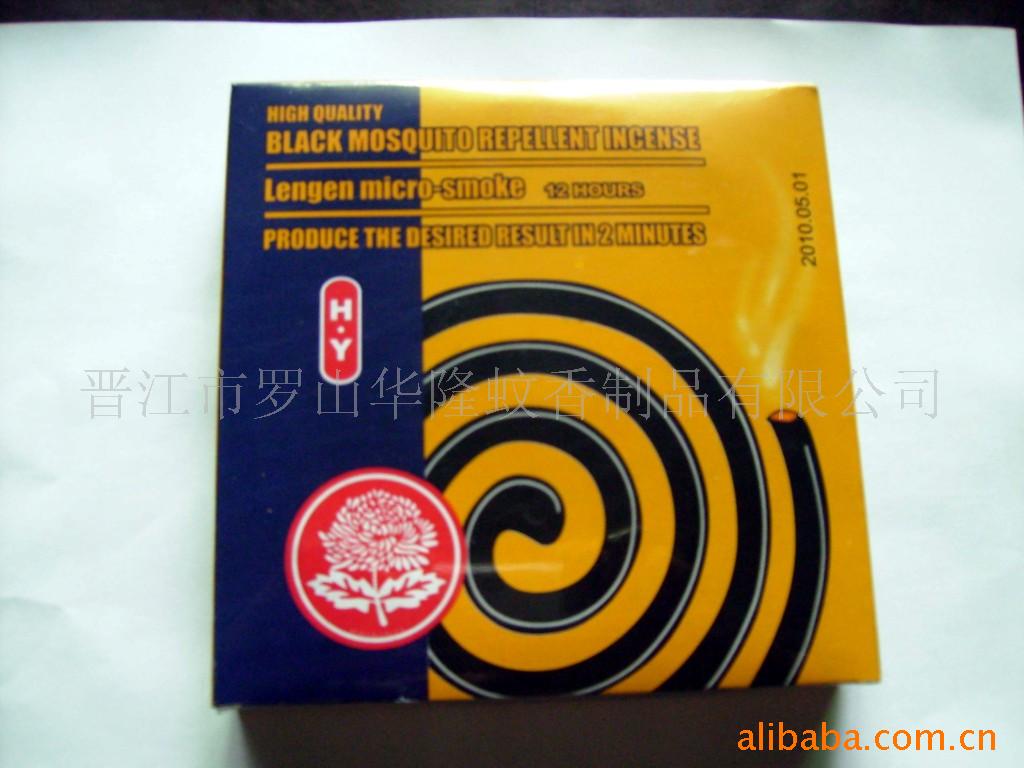 HIGH QUALITY
BLACK MOSQUITO REPELLENT INCENSE
Lengen micro-smoke 12 HOURS
PRODUCE THE DESIRED RESULT IN 2 MINUTES
2010.05.01
H·Y
晋江市罗山华隆蚊香制品有限公司
alibaba.com.cn